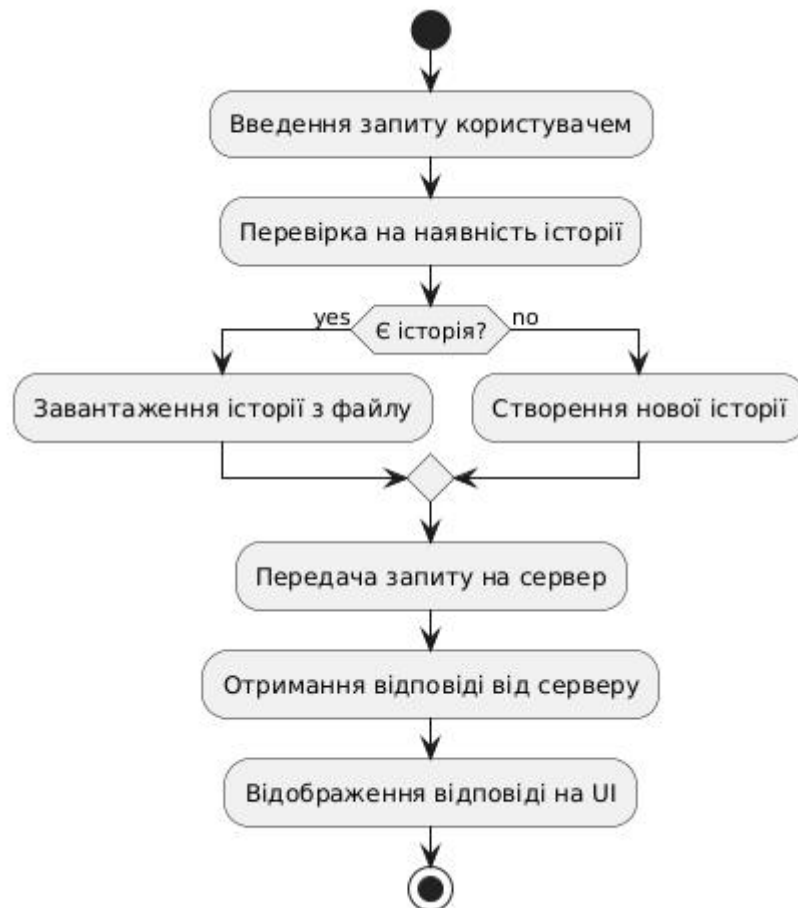 Введення запиту користувачем
Перевірка на наявність історії
yes
Є історія?
no
Завантаження історії з файлу
Створення нової історії
Передача запиту на сервер
Отримання відповіді від серверу
Відображення відповіді на UI